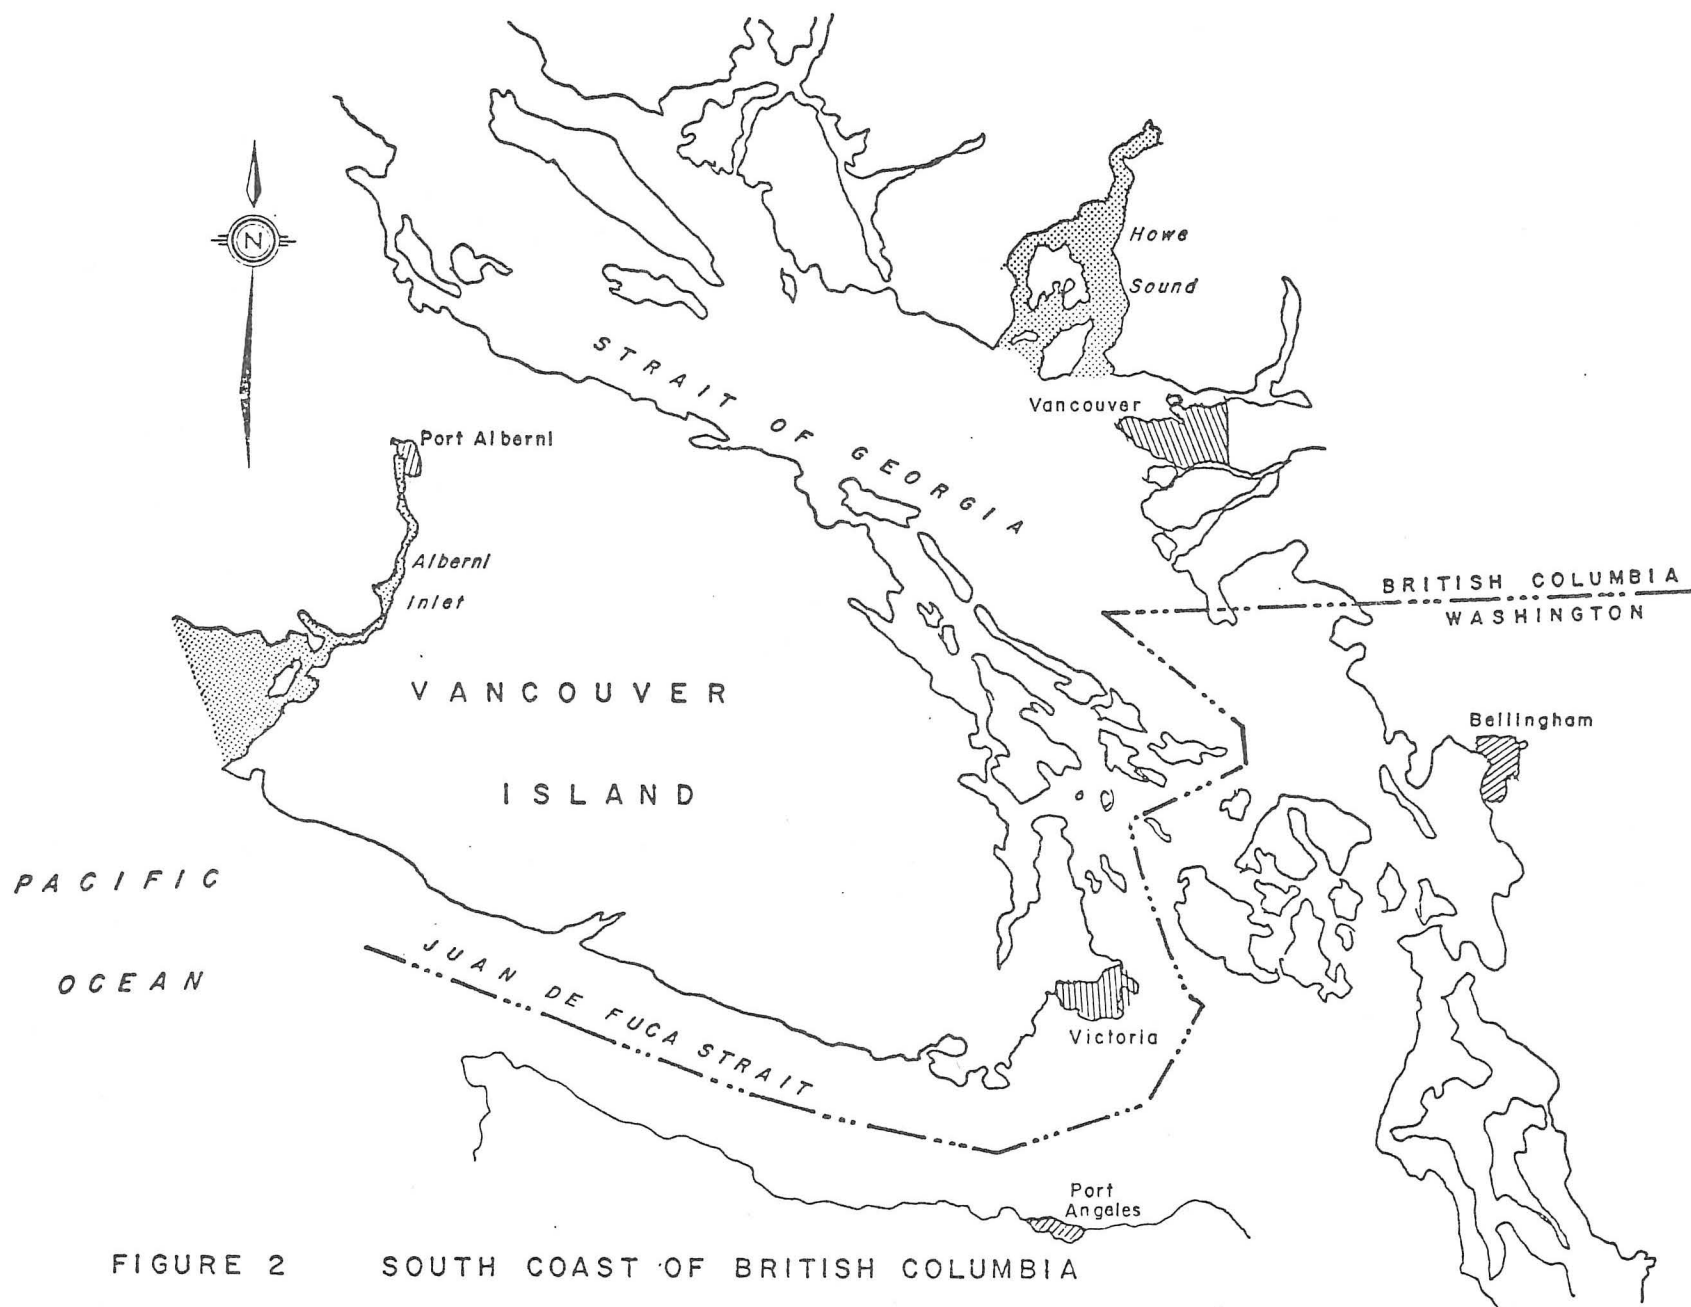 N
Howe
Sound
STRAIT OF GEORGIA
Vancouver
Port Alberni
Alberni
Inlet
BRITISH COLUMBIA
WASHINGTON
VANCOUVER
ISLAND
Bellingham
PACIFIC
OCEAN
JUAN DE FUCA STRAIT
Victoria
Port
Angeles
FIGURE 2 SOUTH COAST OF BRITISH COLUMBIA